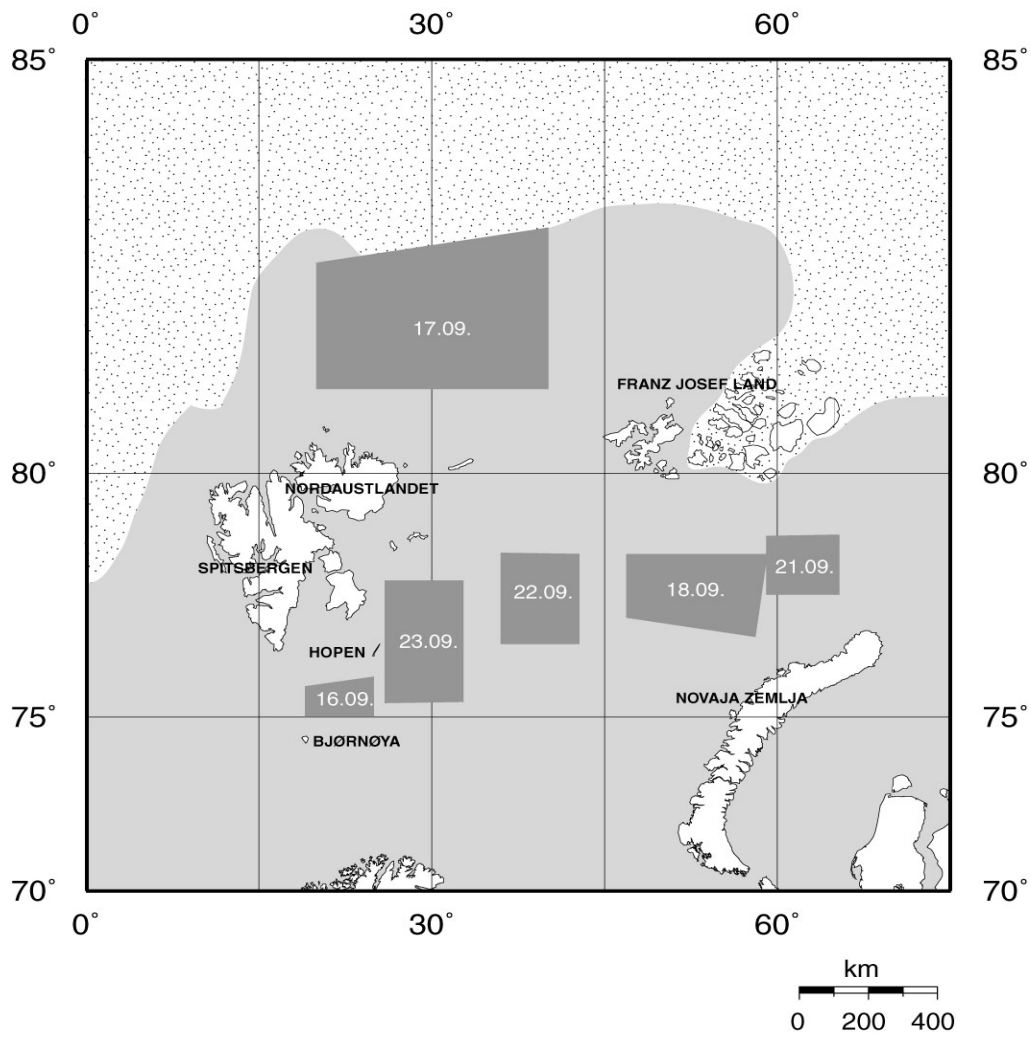 0° 30° 60°
85° 85°
17.09.
FRANZ JOSEF LAND
80° 80°
NORDAUSTLANDET
SPITSBERGEN
21.09.
22.09. 18.09.
HOPEN 23.09.
16.09. NOVAJA ZEMLJA
75° 75°
BJØRNØYA
70° 70°
0° 30° 60°
km
0 200 400